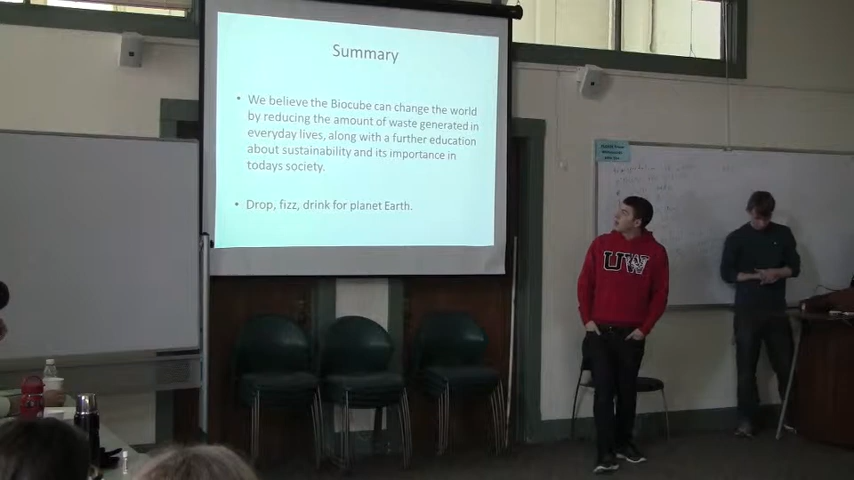 Summary
• We believe the Biocube can change the world
by reducing the amount of waste generated in
everyday lives, along with a further education
about sustainability and its importance in
todays society.
• Drop, fizz, drink for planet Earth.
UW